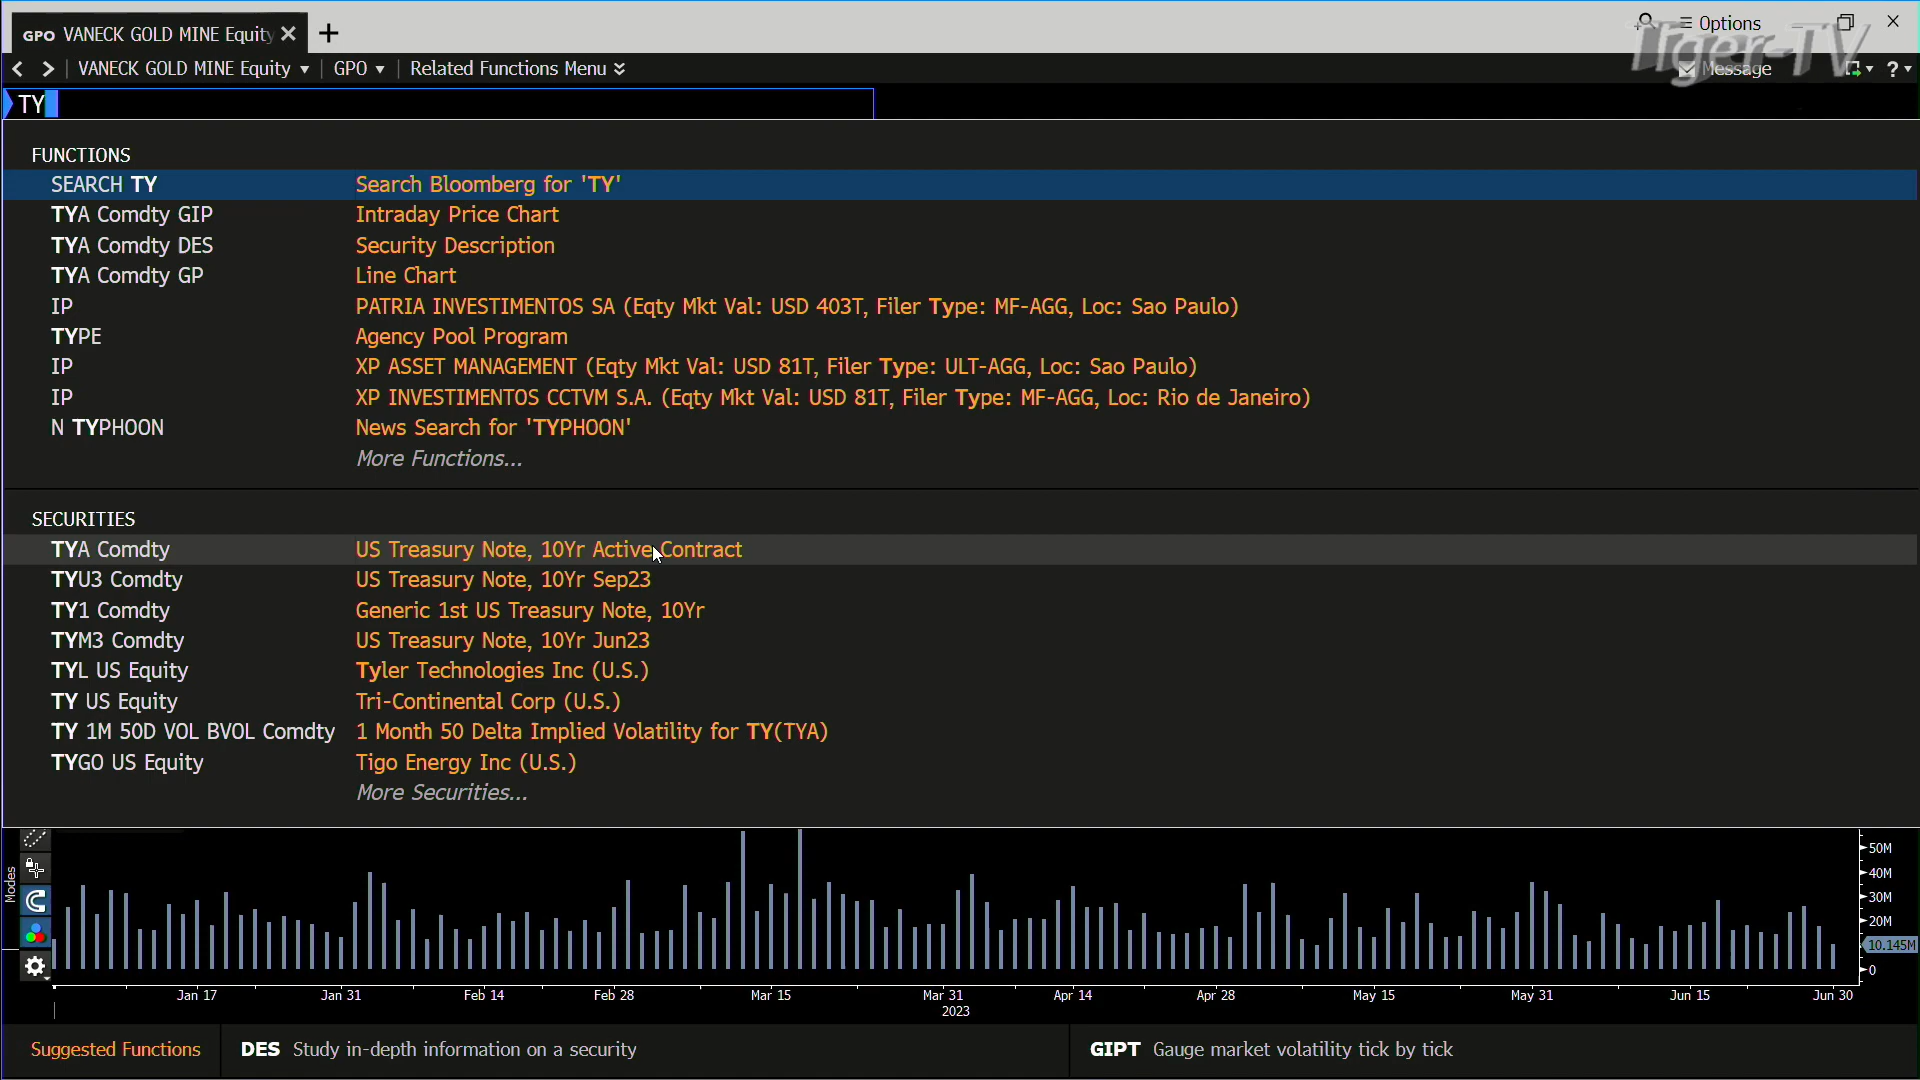 GPO VANECK GOLD MINE Equity
Options
VANECK GOLD MINE Equity
GPO
Related Functions Menu
Message
?
Tiger-TV
TY
FUNCTIONS
SEARCH TY Search Bloomberg for 'TY'
TYA Comdty GIP Intraday Price Chart
TYA Comdty DES Security Description
TYA Comdty GP Line Chart
IP PATRIA INVESTIMENTOS SA (Eqty Mkt Val: USD 403T, Filer Type: MF-AGG, Loc: Sao Paulo)
TYPE Agency Pool Program
IP XP ASSET MANAGEMENT (Eqty Mkt Val: USD 81T, Filer Type: ULT-AGG, Loc: Sao Paulo)
IP XP INVESTIMENTOS CCTVM S.A. (Eqty Mkt Val: USD 81T, Filer Type: MF-AGG, Loc: Rio de Janeiro)
N TYPHOON News Search for 'TYPHOON'
More Functions...
SECURITIES
TYA Comdty US Treasury Note, 10Yr Active Contract
TYU3 Comdty US Treasury Note, 10Yr Sep23
TY1 Comdty Generic 1st US Treasury Note, 10Yr
TYM3 Comdty US Treasury Note, 10Yr Jun23
TYL US Equity Tyler Technologies Inc (U.S.)
TY US Equity Tri-Continental Corp (U.S.)
TY 1M 50D VOL BVOL Comdty 1 Month 50 Delta Implied Volatility for TY(TYA)
TYGO US Equity Tigo Energy Inc (U.S.)
More Securities...
Modes
50M
40M
30M
20M
10.145M
0
Jan 17 Jan 31 Feb 14 Feb 28 Mar 15 Mar 31 Apr 14 Apr 28 May 15 May 31 Jun 15 Jun 30
2023
Suggested Functions DES Study in-depth information on a security GIPT Gauge market volatility tick by tick